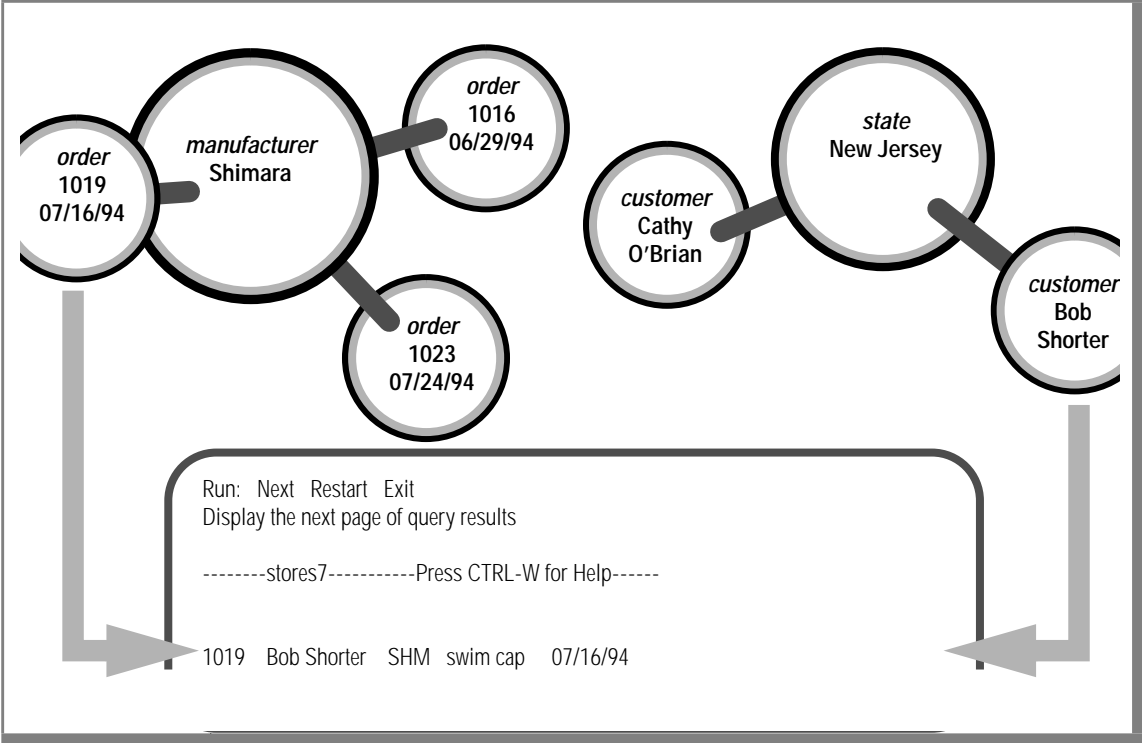 order
1019
07/16/94
manufacturer
Shimara
order
1016
06/29/94
order
1023
07/24/94
customer
Cathy
O'Brian
state
New Jersey
customer
Bob
Shorter
Run:   Next   Restart   Exit
Display the next page of query results
--------stores7-----------Press CTRL-W for Help------
1019    Bob Shorter    SHM   swim cap    07/16/94